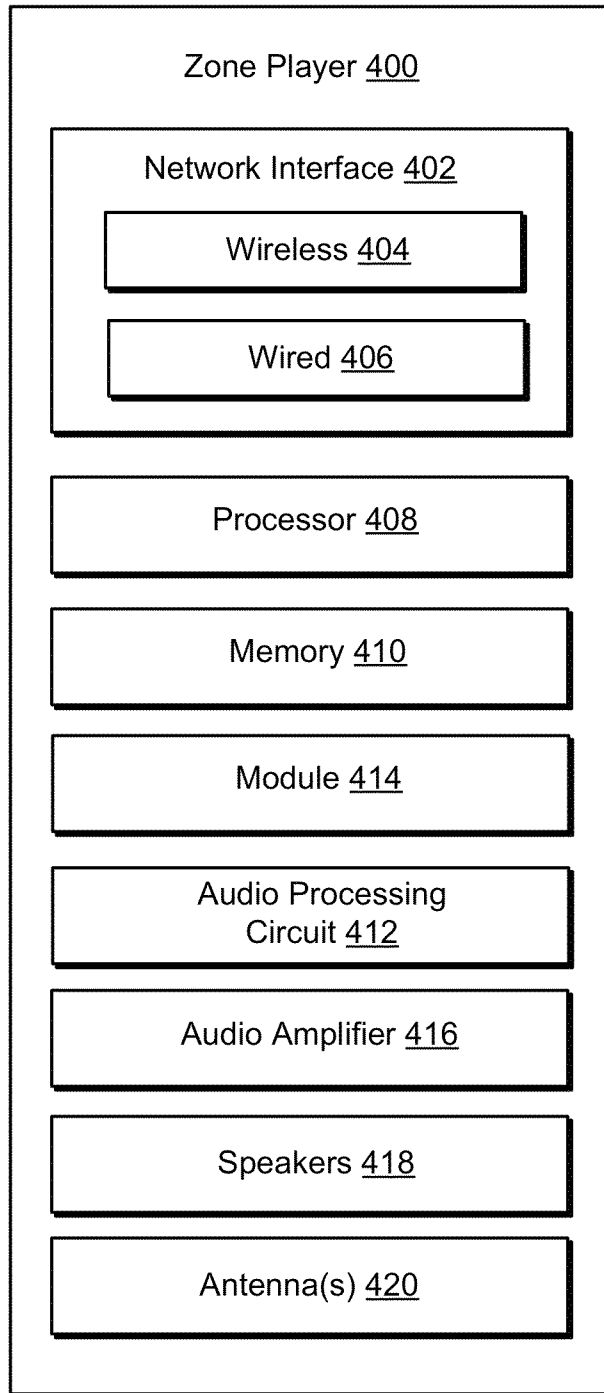 Zone Player 400
Network Interface 402
Wireless 404
Wired 406
Processor 408
Memory 410
Module 414
Audio Processing
Circuit 412
Audio Amplifier 416
Speakers 418
Antenna(s) 420